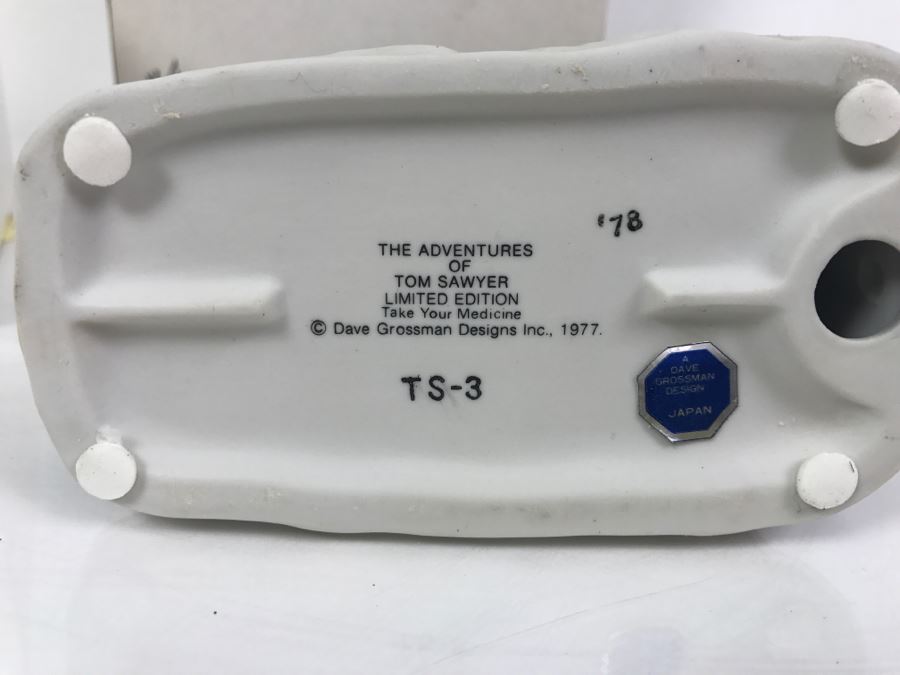 '78
THE ADVENTURES
OF
TOM SAWYER
LIMITED EDITION
Take Your Medicine
© Dave Grossman Designs Inc., 1977.
TS-3
A
DAVE
GROSSMAN
DESIGN
JAPAN